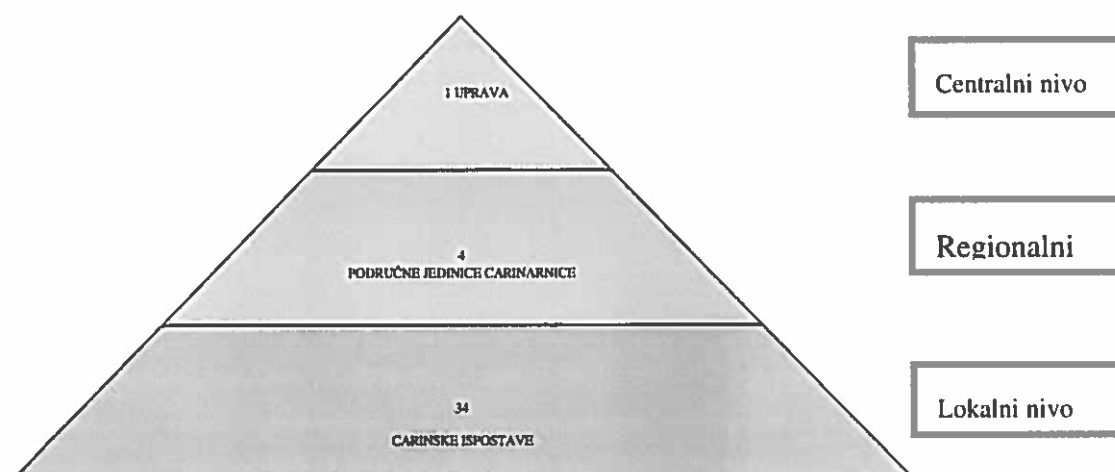 1 UPRAVA
Centralni nivo
4
PODRUČNE JEDINICE CARINARNICE
Regionalni
34
CARINSKE ISPOSTAVE
Lokalni nivo